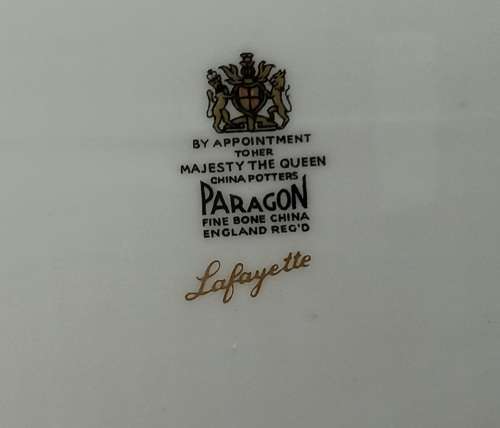 BY APPOINTMENT
TO HER
MAJESTY THE QUEEN
CHINA POTTERS
PARAGON
FINE BONE CHINA
ENGLAND REG'D
Lafayette